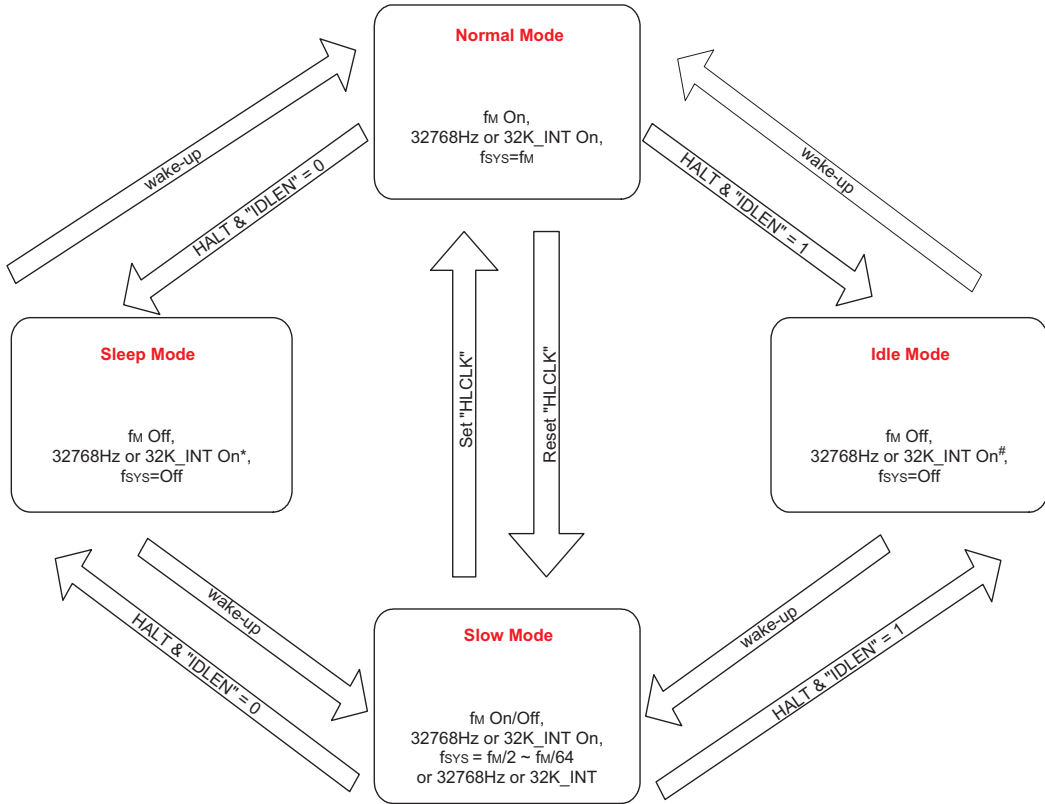 Normal Mode
fM On,
32768Hz or 32K_INT On,
fSYS=fM
wake-up
HALT & "IDLEN" = 0
HALT & "IDLEN" = 1
wake-up
Sleep Mode
fM Off,
32768Hz or 32K_INT On*,
fSYS=Off
Set "HLCLK"
Reset "HLCLK"
Idle Mode
fM Off,
32768Hz or 32K_INT On#,
fSYS=Off
wake-up
HALT & "IDLEN" = 0
wake-up
HALT & "IDLEN" = 1
Slow Mode
fM On/Off,
32768Hz or 32K_INT On,
fSYS = fM/2 ~ fM/64
or 32768Hz or 32K_INT